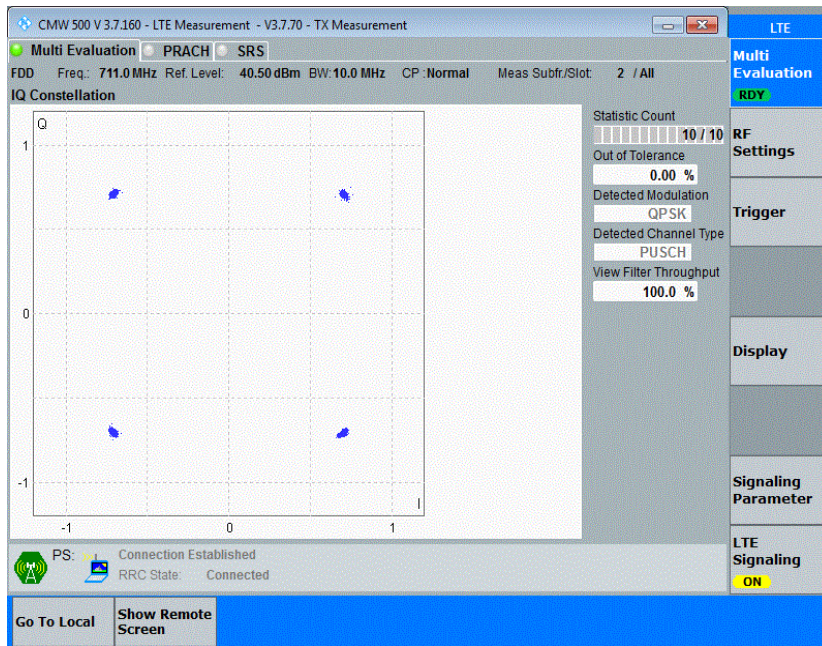 CMW 500 V 3.7.160 - LTE Measurement - V3.7.70 - TX Measurement
LTE
Multi Evaluation PRACH SRS
Multi
Evaluation
RDY
FDD Freq.: 711.0 MHz Ref. Level: 40.50 dBm BW: 10.0 MHz CP : Normal Meas Subfr./Slot: 2 / All
IQ Constellation
Q
1
0
-1
I
-1 0 1
Statistic Count
10 / 10
Out of Tolerance
0.00 %
Detected Modulation
QPSK
Detected Channel Type
PUSCH
View Filter Throughput
100.0 %
RF
Settings
Trigger
Display
Signaling
Parameter
LTE
Signaling
ON
PS: Connection Established
RRC State: Connected
Go To Local
Show Remote
Screen